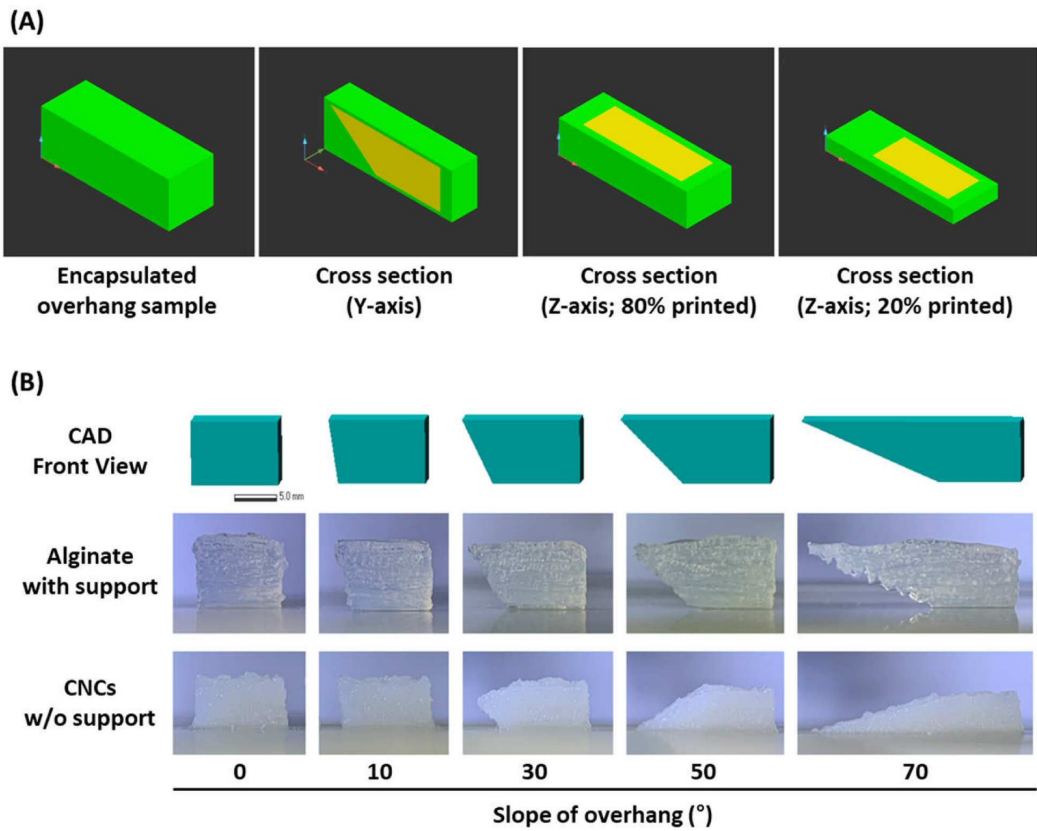 (A)
Encapsulated
overhang sample
Cross section
(Y-axis)
Cross section
(Z-axis; 80% printed)
Cross section
(Z-axis; 20% printed)
(B)
CAD
Front View
5.0 mm
Alginate
with support
CNCs
w/o support
0 10 30 50 70
Slope of overhang (°)